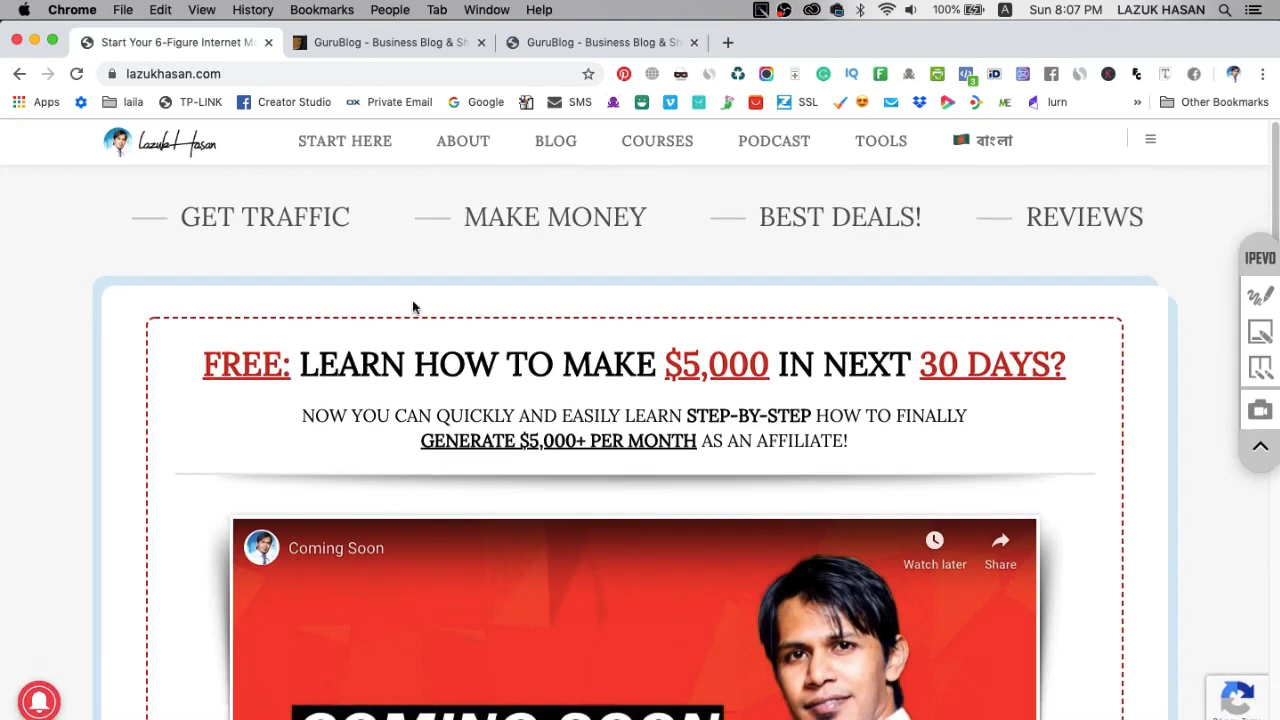 Chrome File Edit View History Bookmarks People Tab Window Help 100% A Sun 8:07 PM LAZUK HASAN
Start Your 6-Figure Internet Ma GuruBlog - Business Blog & Sh GuruBlog - Business Blog & Sh
lazukhasan.com
Apps laila TP-LINK Creator Studio Private Email Google SMS SSL lurn Other Bookmarks
Lazuk Hasan START HERE ABOUT BLOG COURSES PODCAST TOOLS বাংলা
GET TRAFFIC MAKE MONEY BEST DEALS! REVIEWS
IPEVO
FREE: LEARN HOW TO MAKE $5,000 IN NEXT 30 DAYS?
NOW YOU CAN QUICKLY AND EASILY LEARN STEP-BY-STEP HOW TO FINALLY
GENERATE $5,000+ PER MONTH AS AN AFFILIATE!
Coming Soon
Watch later Share
COMING SOON